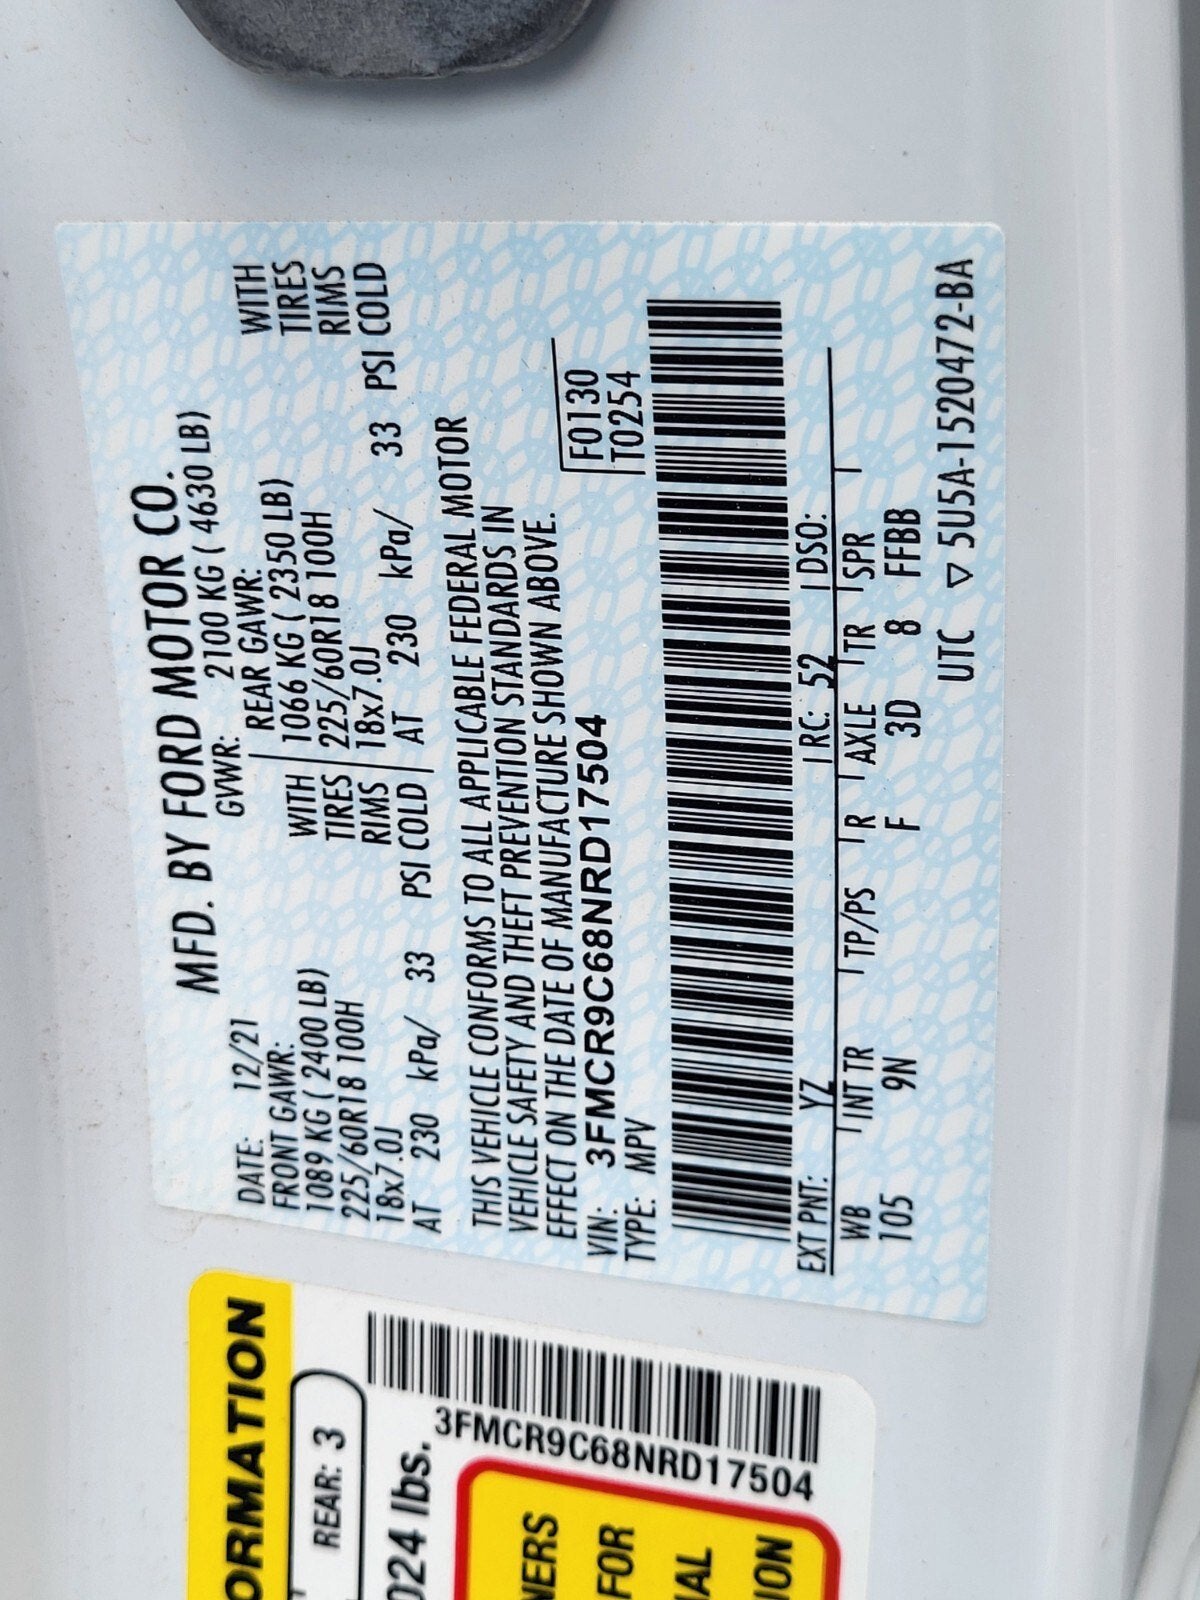 MFD. BY FORD MOTOR CO.
DATE: 12/21 GVWR: 2100 KG ( 4630 LB)
FRONT GAWR: REAR GAWR:
1089 KG ( 2400 LB) WITH 1066 KG ( 2350 LB) WITH
225/60R18 100H TIRES 225/60R18 100H TIRES
18x7.0J RIMS 18x7.0J RIMS
AT 230 kPa/ 33 PSI COLD AT 230 kPa/ 33 PSI COLD
THIS VEHICLE CONFORMS TO ALL APPLICABLE FEDERAL MOTOR
VEHICLE SAFETY AND THEFT PREVENTION STANDARDS IN
EFFECT ON THE DATE OF MANUFACTURE SHOWN ABOVE.
VIN: 3FMCR9C68NRD17504 F0130
TYPE: MPV T0254
EXT PNT: YZ RC: 52 DSO:
WB INT TR TP/PS R AXLE TR SPR
105 9N F 3D 8 FFBB
UTC ▽ 5U5A-1520472-BA
ORMATION
REAR: 3
024 lbs.
3FMCR9C68NRD17504
NERS
FOR
IAL
ION